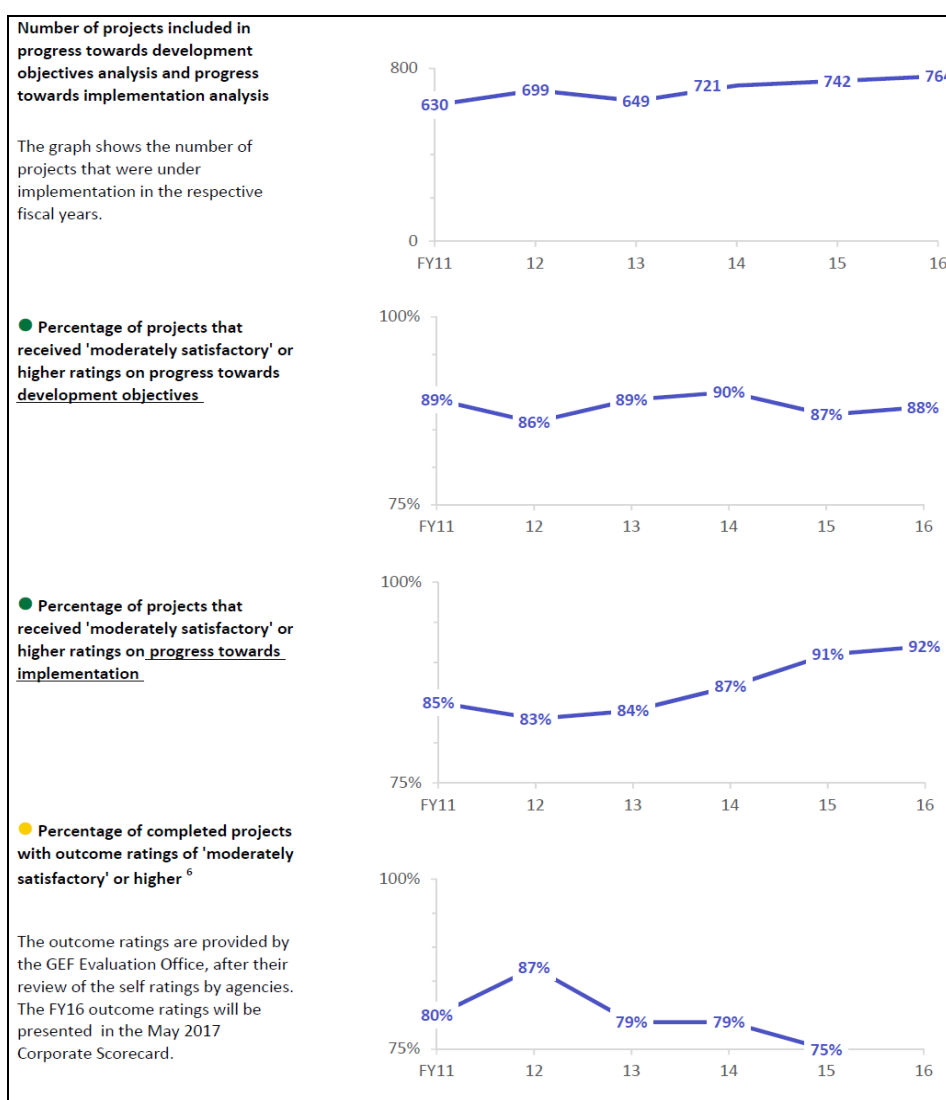 Number of projects included in
progress towards development
objectives analysis and progress
towards implementation analysis
The graph shows the number of
projects that were under
implementation in the respective
fiscal years.
800
630
699
649
721
742
764
0
FY11 12 13 14 15 16
Percentage of projects that
received 'moderately satisfactory' or
higher ratings on progress towards
development objectives
100%
89%
86%
89%
90%
87%
88%
75%
FY11 12 13 14 15 16
Percentage of projects that
received 'moderately satisfactory' or
higher ratings on progress towards
implementation
100%
85%
83%
84%
87%
91%
92%
75%
FY11 12 13 14 15 16
Percentage of completed projects
with outcome ratings of 'moderately
satisfactory' or higher 6
The outcome ratings are provided by
the GEF Evaluation Office, after their
review of the self ratings by agencies.
The FY16 outcome ratings will be
presented in the May 2017
Corporate Scorecard.
100%
80%
87%
79%
79%
75%
75%
FY11 12 13 14 15 16